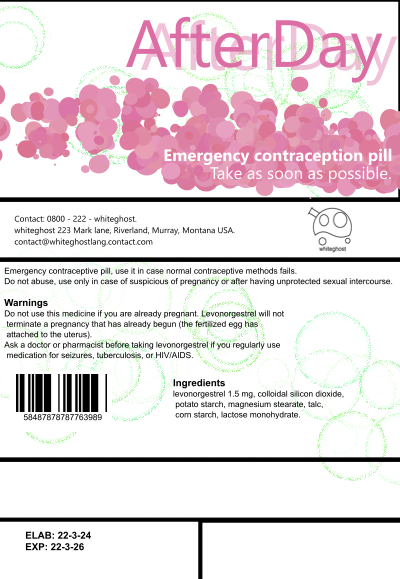 AfterDay
Emergency contraception pill
Take as soon as possible.
Contact: 0800 - 222 - whiteghost.
whiteghost 223 Mark lane, Riverland, Murray, Montana USA.
contact@whiteghostlang.contact.com
whiteghost
Emergency contraceptive pill, use it in case normal contraceptive methods fails.
Do not abuse, use only in case of suspicious of pregnancy or after having unprotected sexual intercourse.
Warnings
Do not use this medicine if you are already pregnant. Levonorgestrel will not
terminate a pregnancy that has already begun (the fertilized egg has
attached to the uterus).
Ask a doctor or pharmacist before taking levonorgestrel if you regularly use
medication for seizures, tuberculosis, or HIV/AIDS.
58487878787763989
Ingredients
levonorgestrel 1.5 mg, colloidal silicon dioxide,
potato starch, magnesium stearate, talc,
corn starch, lactose monohydrate.
ELAB: 22-3-24
EXP: 22-3-26